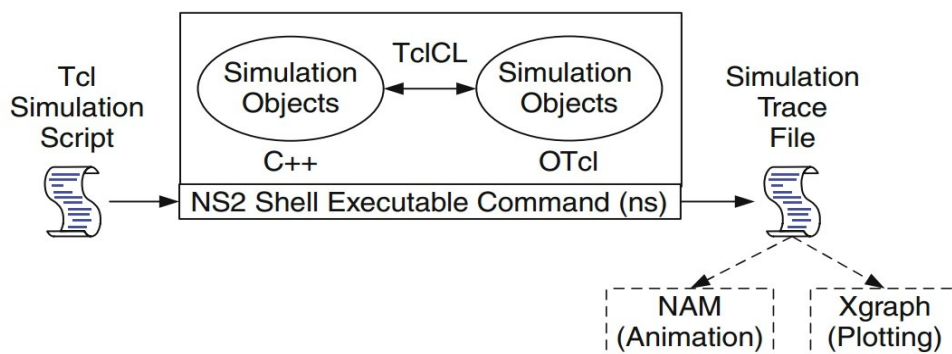 Tcl
Simulation
Script
Simulation
Objects
TclCL
Simulation
Objects
C++
OTcl
NS2 Shell Executable Command (ns)
Simulation
Trace
File
NAM
(Animation)
Xgraph
(Plotting)